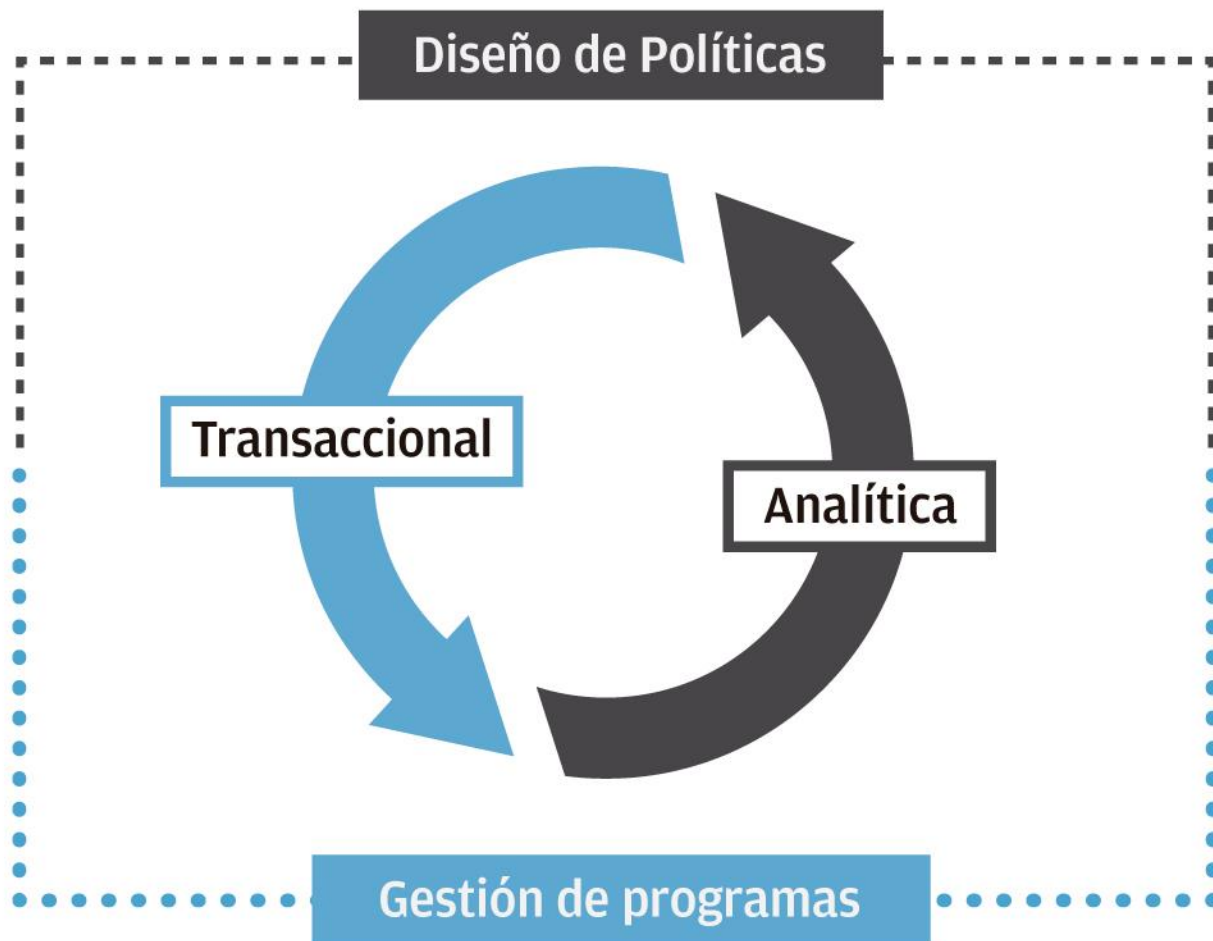 Diseño de Políticas
Transaccional
Analítica
Gestión de programas